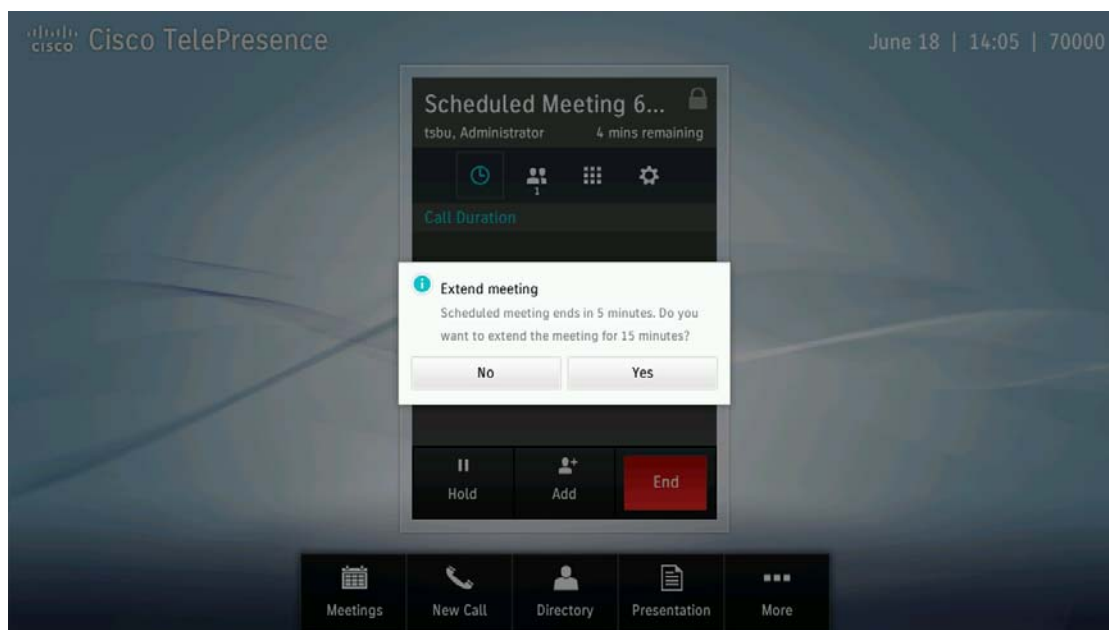 cisco Cisco TelePresence
June 18 | 14:05 | 70000
Scheduled Meeting 6...
tsbu, Administrator 4 mins remaining
1
Call Duration
Extend meeting
Scheduled meeting ends in 5 minutes. Do you
want to extend the meeting for 15 minutes?
No Yes
Hold Add End
Meetings New Call Directory Presentation More